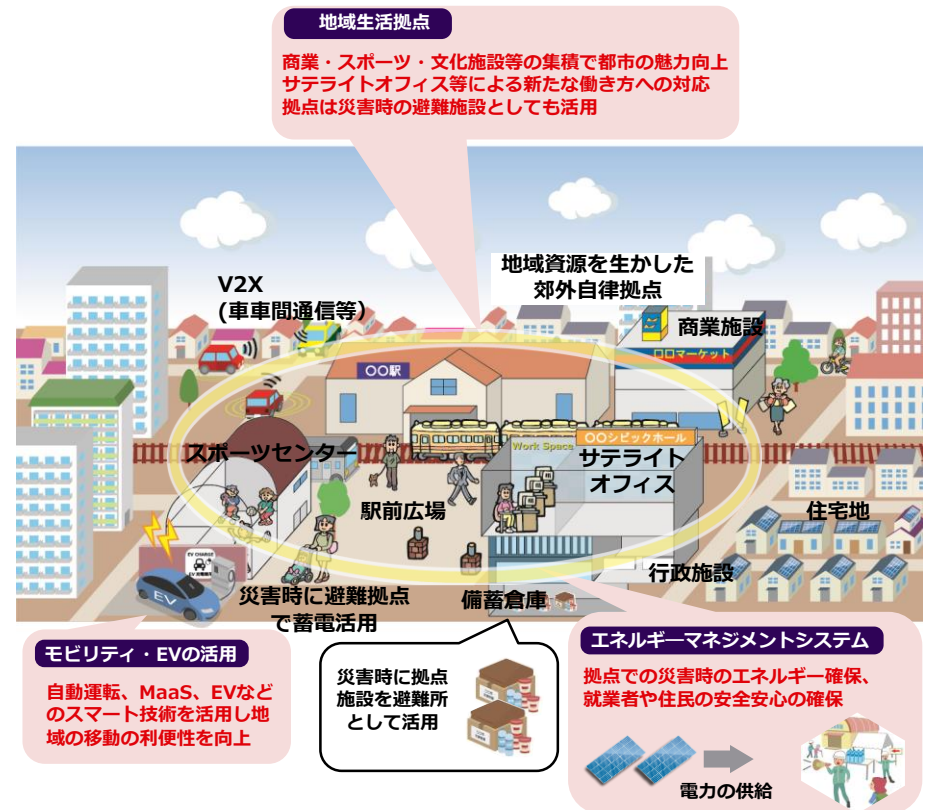 地域生活拠点
商業・スポーツ・文化施設等の集積で都市の魅力向上
サテライトオフィス等による新たな働き方への対応
拠点は災害時の避難施設としても活用
V2X
(車車間通信等）
地域資源を生かした
郊外自律拠点
商業施設
ロロマーケット
〇〇駅
〇〇シビックホール
Work Space
サテライト
オフィス
スポーツセンター
駅前広場
住宅地
行政施設
EV CHARGE
EV
災害時に避難拠点
で蓄電活用
備蓄倉庫
モビリティ・EVの活用
自動運転、MaaS、EVなど
のスマート技術を活用し地
域の移動の利便性を向上
災害時に拠点
施設を避難所
として活用
エネルギーマネジメントシステム
拠点での災害時のエネルギー確保、
就業者や住民の安全安心の確保
電力の供給